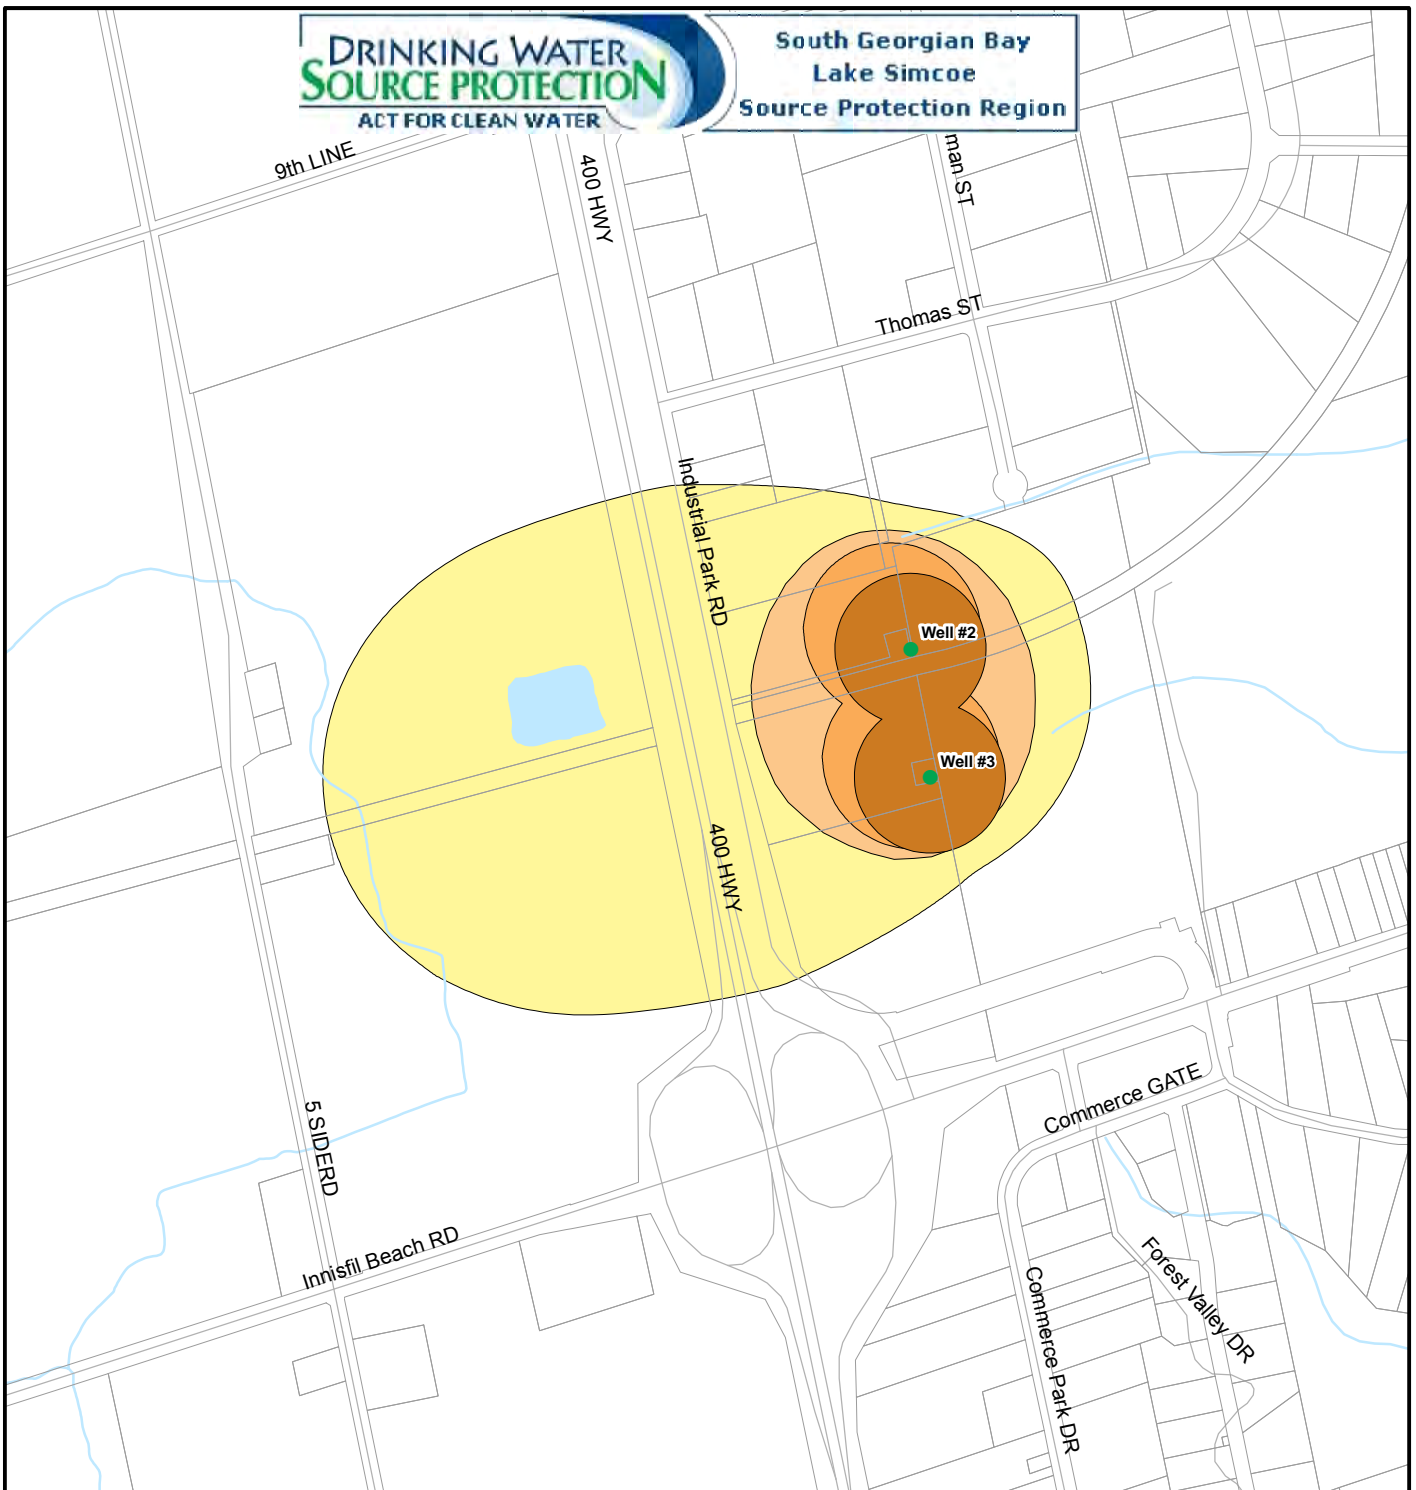 DRINKING WATER
SOURCE PROTECTION
ACT FOR CLEAN WATER
South Georgian Bay
Lake Simcoe
Source Protection Region
9th LINE
400 HWY
man ST
Thomas ST
Industrial Park RD
Well #2
Well #3
400 HWY
Commerce GATE
5 SIDERD
Innisfil Beach RD
Forest Valley DR
Commerce Park DR